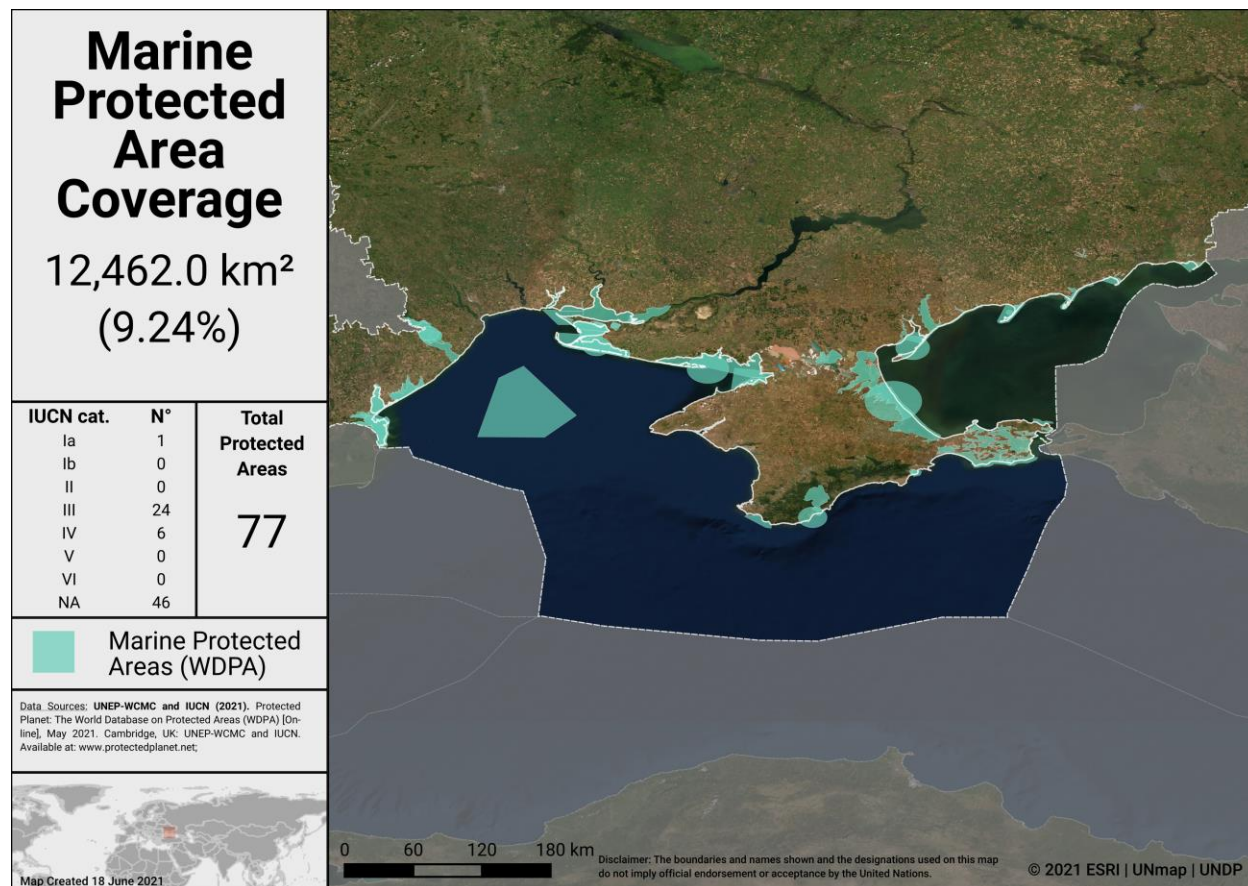 Marine
Protected
Area
Coverage
12,462.0 km²
(9.24%)
IUCN cat. N°
Ia 1
Ib 0
II 0
III 24
IV 6
V 0
VI 0
NA 46
Total
Protected
Areas
77
Marine Protected
Areas (WDPA)
Data Sources: UNEP-WCMC and IUCN (2021). Protected
Planet: The World Database on Protected Areas (WDPA) [On-
line], May 2021. Cambridge, UK: UNEP-WCMC and IUCN.
Available at: www.protectedplanet.net;
Map Created 18 June 2021
0 60 120 180 km
Disclaimer: The boundaries and names shown and the designations used on this map
do not imply official endorsement or acceptance by the United Nations.
© 2021 ESRI | UNmap | UNDP